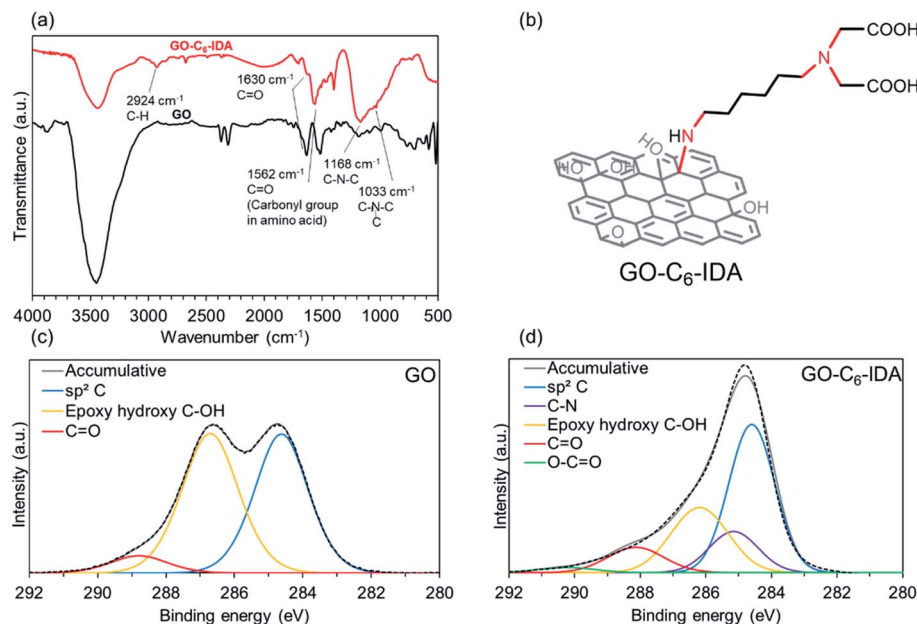 (a)
GO-C₆-IDA
1630 cm⁻¹
C=O
2924 cm⁻¹
C-H
GO
1562 cm⁻¹
C=O
(Carbonyl group
in amino acid)
1168 cm⁻¹
C-N-C
1033 cm⁻¹
C-N-C
C
Transmittance (a.u.)
4000 3500 3000 2500 2000 1500 1000 500
Wavenumber (cm⁻¹)
(b)
COOH
N
COOH
HN
HO
HO
OH
OH
O
GO-C₆-IDA
(c)
GO
Accumulative
sp² C
Epoxy hydroxy C-OH
C=O
Intensity (a.u.)
292 290 288 286 284 282 280
Binding energy (eV)
(d)
GO-C₆-IDA
Accumulative
sp² C
C-N
Epoxy hydroxy C-OH
C=O
O-C=O
Intensity (a.u.)
292 290 288 286 284 282 280
Binding energy (eV)